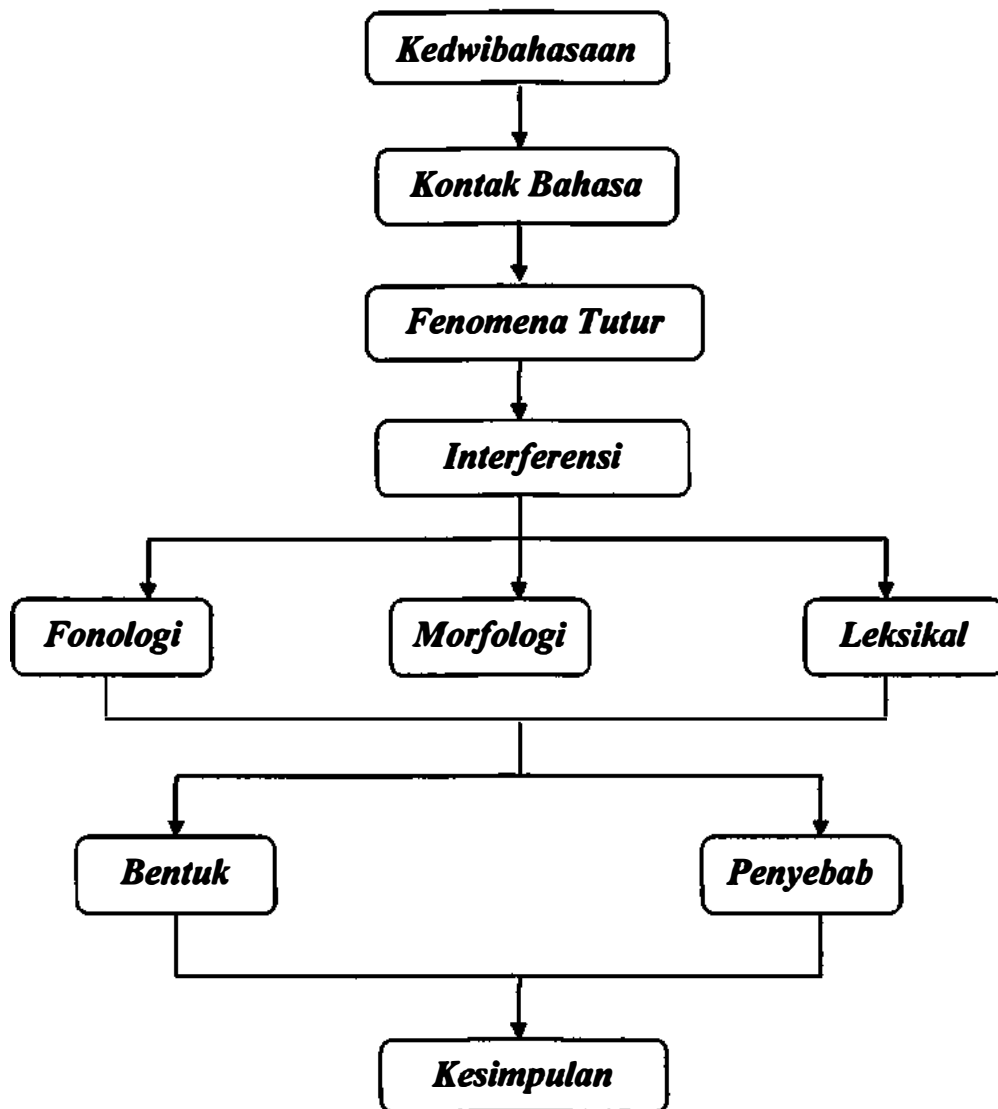 Kedwibahasaan
Kontak Bahasa
Fenomena Tutur
Interferensi
Fonologi
Morfologi
Leksikal
Bentuk
Penyebab
Kesimpulan